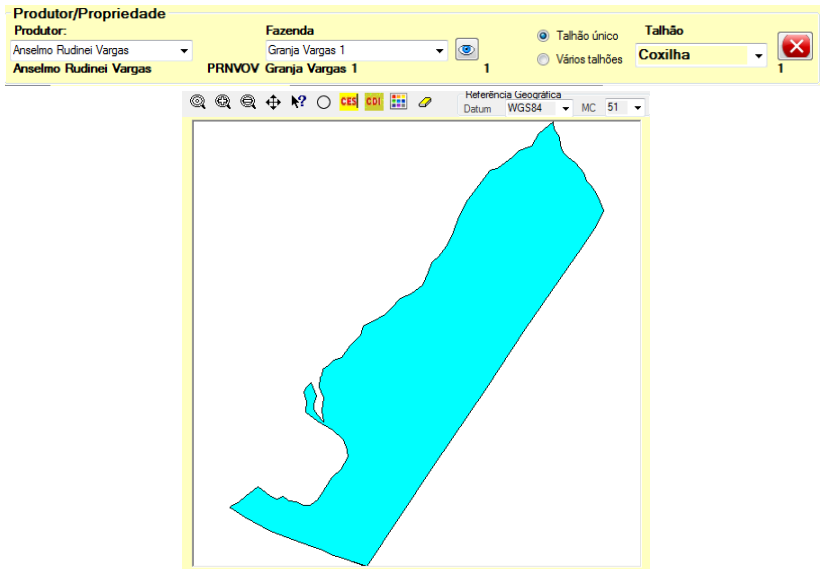 Produtor/Propriedade
Produtor:
Fazenda
Talhão único
Talhão
Anselmo Rudinei Vargas
Granja Vargas 1
Vários talhões
Coxilha
Anselmo Rudinei Vargas
PRNVOV Granja Vargas 1
1
1
CES
CDI
Referência Geográfica
Datum
WGS84
MC
51